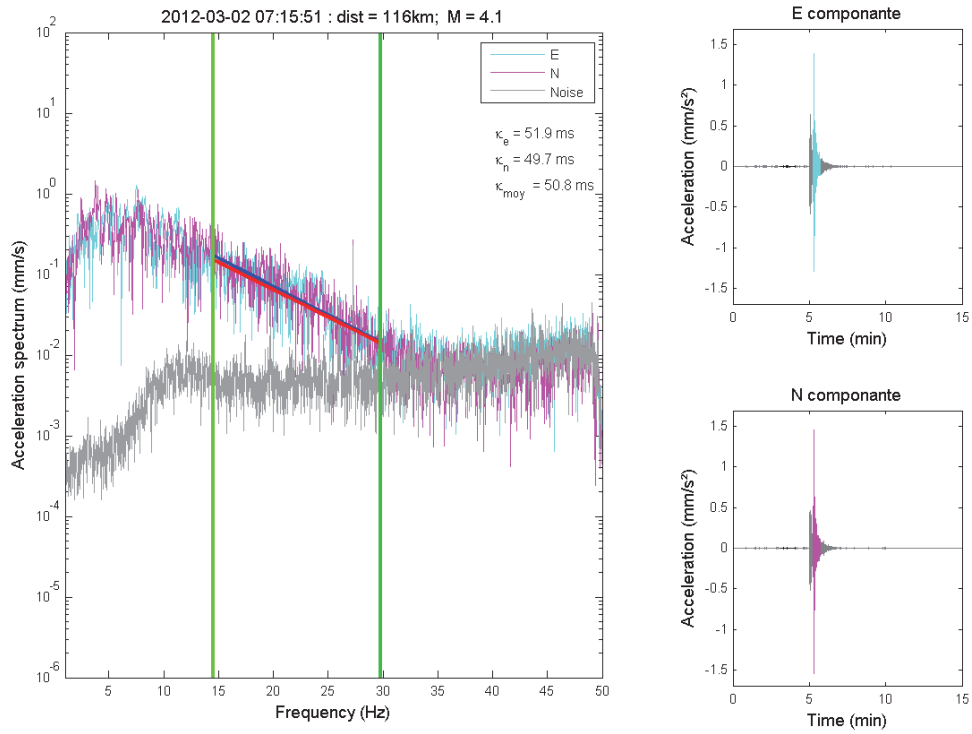 2012-03-02 07:15:51 : dist = 116km;  M = 4.1
10^2
10^1
10^0
10^-1
10^-2
10^-3
10^-4
10^-5
10^-6
Acceleration spectrum (mm/s)
E
N
Noise
κ_e = 51.9 ms
κ_n = 49.7 ms
κ_moy = 50.8 ms
5 10 15 20 25 30 35 40 45 50
Frequency (Hz)
E componante
1.5
1
0.5
0
-0.5
-1
-1.5
Acceleration (mm/s²)
0 5 10 15
Time (min)
N componante
1.5
1
0.5
0
-0.5
-1
-1.5
Acceleration (mm/s²)
0 5 10 15
Time (min)